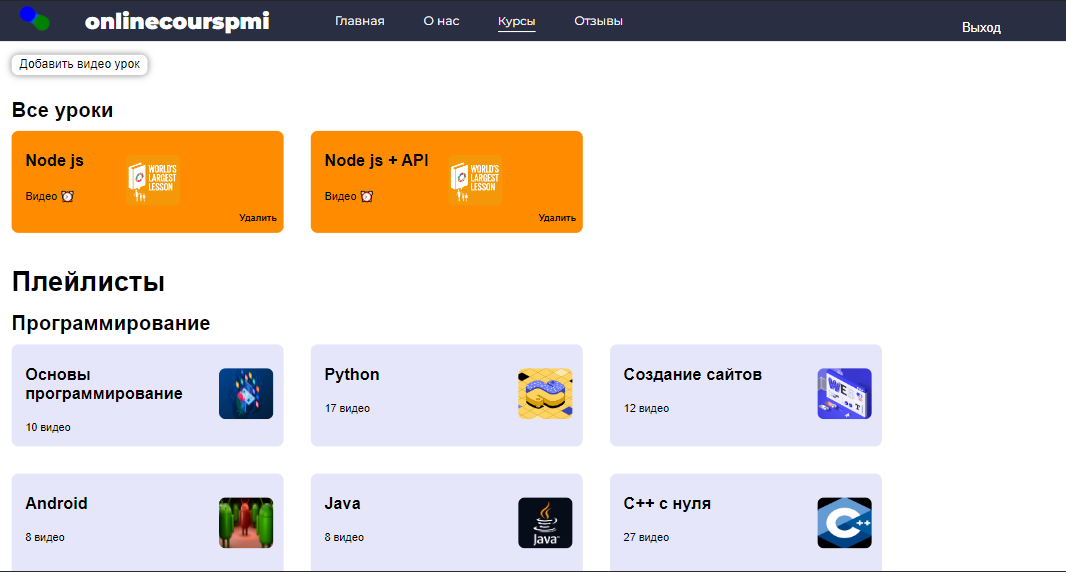 onlinecourspmi
Главная О нас Курсы Отзывы
Выход
Добавить видео урок
Все уроки
Node js
WORLD'S
LARGEST
LESSON
Видео
Удалить
Node js + API
WORLD'S
LARGEST
LESSON
Видео
Удалить
Плейлисты
Программирование
Основы
программирование
10 видео
Python
17 видео
Создание сайтов
WE
T
12 видео
Android
8 видео
Java
Java
8 видео
C++ с нуля
C++
27 видео